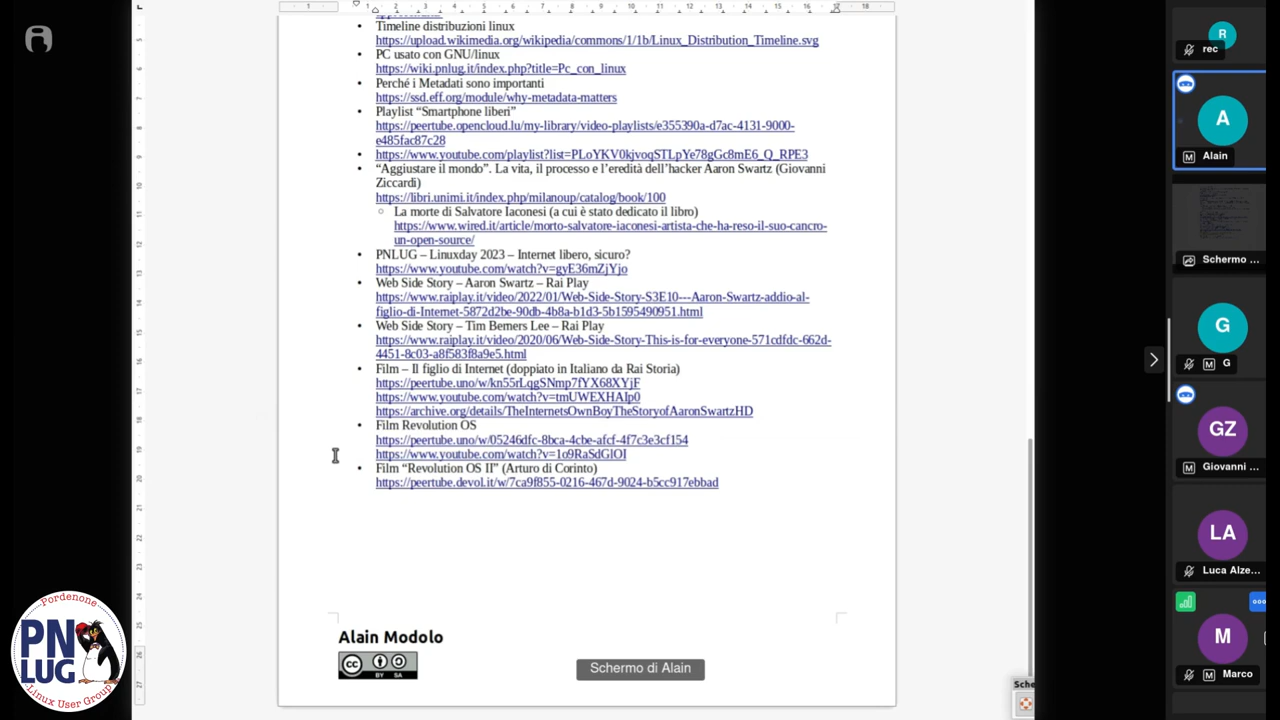 Timeline distribuzioni linux
https://upload.wikimedia.org/wikipedia/commons/1/1b/Linux_Distribution_Timeline.svg
PC usato con GNU/linux
https://wiki.pnlug.it/index.php?title=Pc_con_linux
Perché i Metadati sono importanti
https://ssd.eff.org/module/why-metadata-matters
Playlist “Smartphone liberi”
https://peertube.opencloud.lu/my-library/video-playlists/e355390a-d7ac-4131-9000-
e485fac87c28
https://www.youtube.com/playlist?list=PLoYKV0kjvoqSTLpYe78gGc8mE6_Q_RPE3
“Aggiustare il mondo”. La vita, il processo e l’eredità dell’hacker Aaron Swartz (Giovanni
Ziccardi)
https://libri.unimi.it/index.php/milanoup/catalog/book/100
La morte di Salvatore Iaconesi (a cui è stato dedicato il libro)
https://www.wired.it/article/morto-salvatore-iaconesi-artista-che-ha-reso-il-suo-cancro-
un-open-source/
PNLUG – Linuxday 2023 – Internet libero, sicuro?
https://www.youtube.com/watch?v=gyE36mZjYjo
Web Side Story – Aaron Swartz – Rai Play
https://www.raiplay.it/video/2022/01/Web-Side-Story-S3E10---Aaron-Swartz-addio-al-
figlio-di-Internet-5872d2be-90db-4b8a-b1d3-5b1595490951.html
Web Side Story – Tim Berners Lee – Rai Play
https://www.raiplay.it/video/2020/06/Web-Side-Story-This-is-for-everyone-571cdfdc-662d-
4451-8c03-a8f583f8a9e5.html
Film – Il figlio di Internet (doppiato in Italiano da Rai Storia)
https://peertube.uno/w/kn55rLqgSNmp7fYX68XYjF
https://www.youtube.com/watch?v=tmUWEXHAIp0
https://archive.org/details/TheInternetsOwnBoyTheStoryofAaronSwartzHD
Film Revolution OS
https://peertube.uno/w/05246dfc-8bca-4cbe-afcf-4f7c3e3cf154
https://www.youtube.com/watch?v=1o9RaSdGlOI
Film “Revolution OS II” (Arturo di Corinto)
https://peertube.devol.it/w/7ca9f855-0216-467d-9024-b5cc917ebbad
Alain Modolo
CC BY SA
Schermo di Alain
Pordenone
PN
LUG
Linux User Group
R
rec
A
Alain
Schermo ...
G
G
GZ
Giovanni ...
LA
Luca Alze...
M
Marco